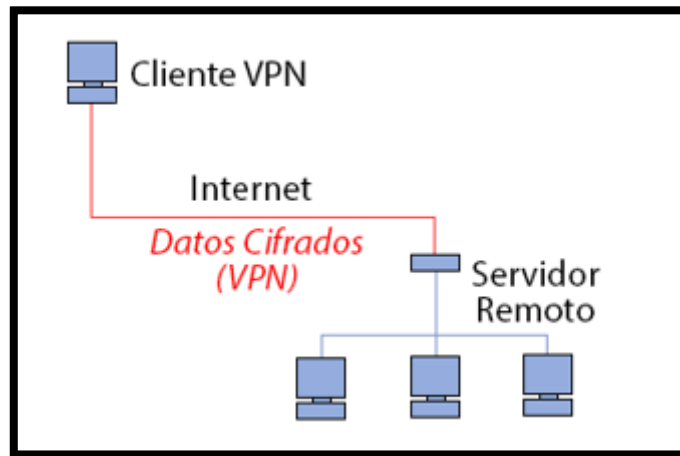 Cliente VPN
Internet
Datos Cifrados
(VPN)
Servidor
Remoto